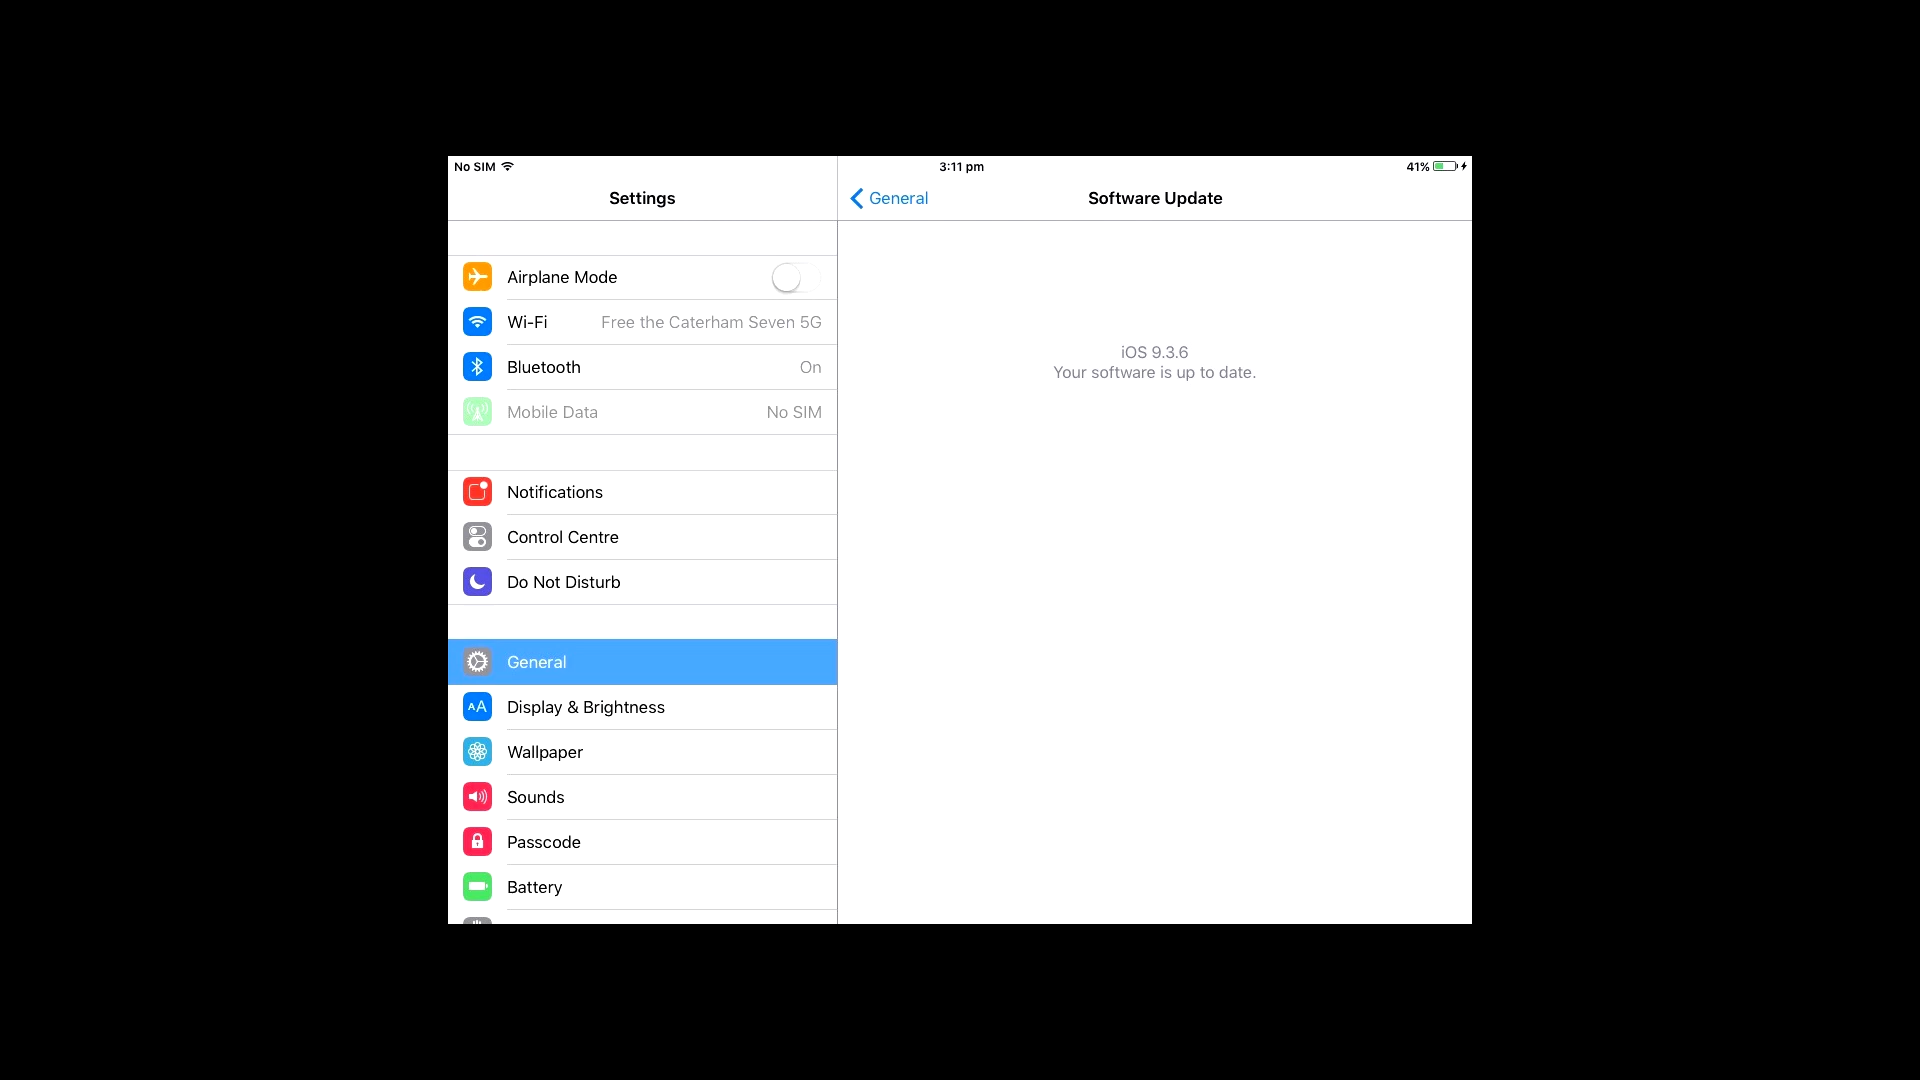 No SIM
3:11 pm
41%
Settings
General
Software Update
Airplane Mode
Wi-Fi Free the Caterham Seven 5G
Bluetooth On
Mobile Data No SIM
Notifications
Control Centre
Do Not Disturb
General
AA Display & Brightness
Wallpaper
Sounds
Passcode
Battery
iOS 9.3.6
Your software is up to date.